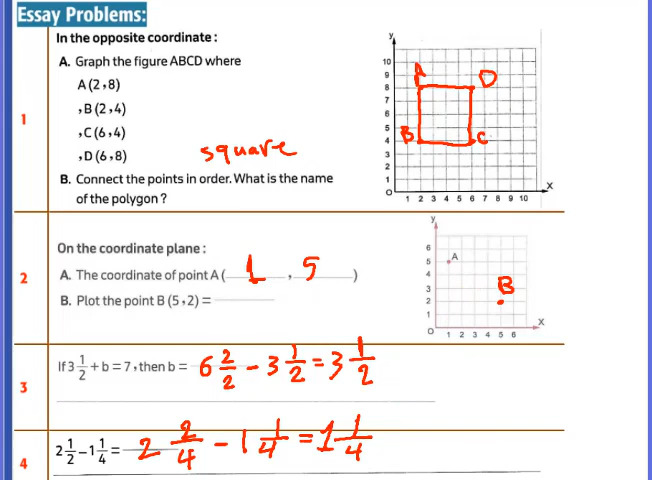 Essay Problems:
In the opposite coordinate :
A. Graph the figure ABCD where
A (2 , 8)
, B (2 , 4)
, C (6 , 4)
, D (6 , 8)
square
B. Connect the points in order. What is the name
of the polygon ?
1
y
10
9
8
7
6
5
4
3
2
1
O
1 2 3 4 5 6 7 8 9 10
X
A
D
B
C
2
On the coordinate plane :
A. The coordinate of point A ( 1 , 5 )
B. Plot the point B (5 , 2) =
y
6
5
4
3
2
1
O
1 2 3 4 5 6
X
A
B
3
If 3 1/2 + b = 7 , then b = 6 2/2 - 3 1/2 = 3 1/2
4
2 1/2 - 1 1/4 = 2 2/4 - 1 1/4 = 1 1/4